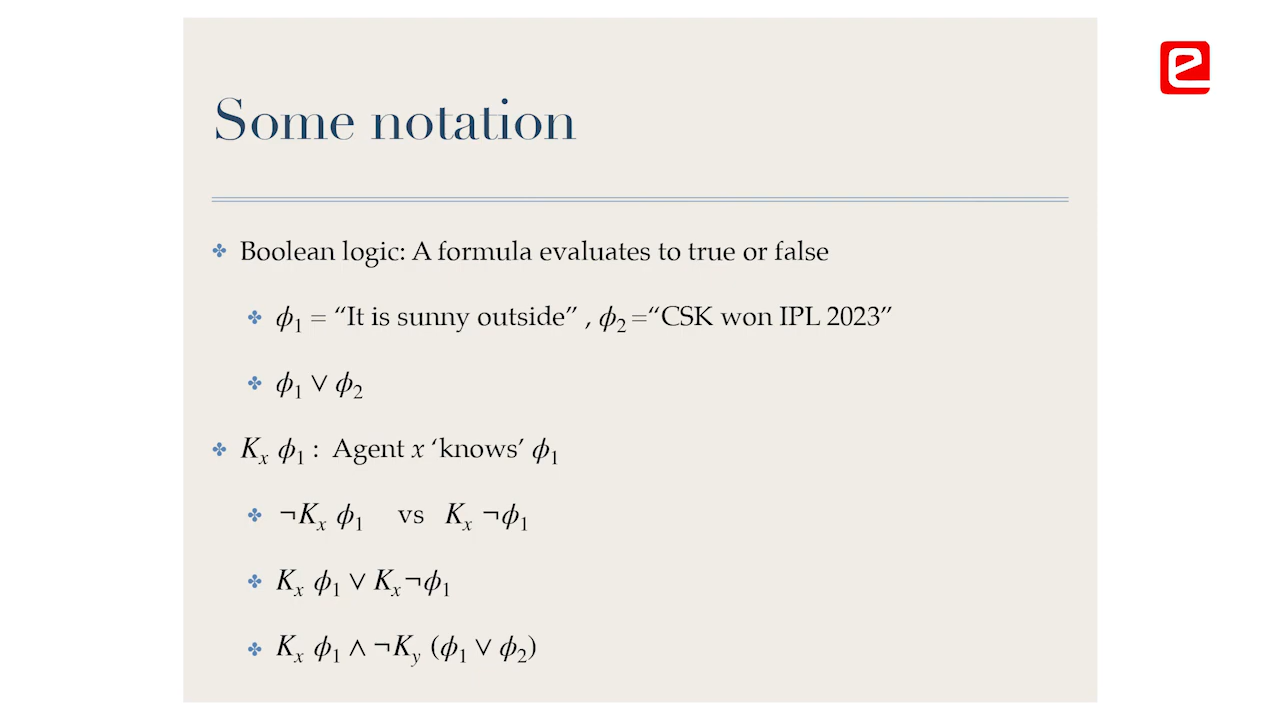 Some notation
Boolean logic: A formula evaluates to true or false
ϕ₁ = “It is sunny outside” , ϕ₂ =“CSK won IPL 2023”
ϕ₁ ∨ ϕ₂
Kₓ ϕ₁ : Agent x ‘knows’ ϕ₁
¬Kₓ ϕ₁ vs Kₓ ¬ϕ₁
Kₓ ϕ₁ ∨ Kₓ¬ϕ₁
Kₓ ϕ₁ ∧ ¬K_y (ϕ₁ ∨ ϕ₂)